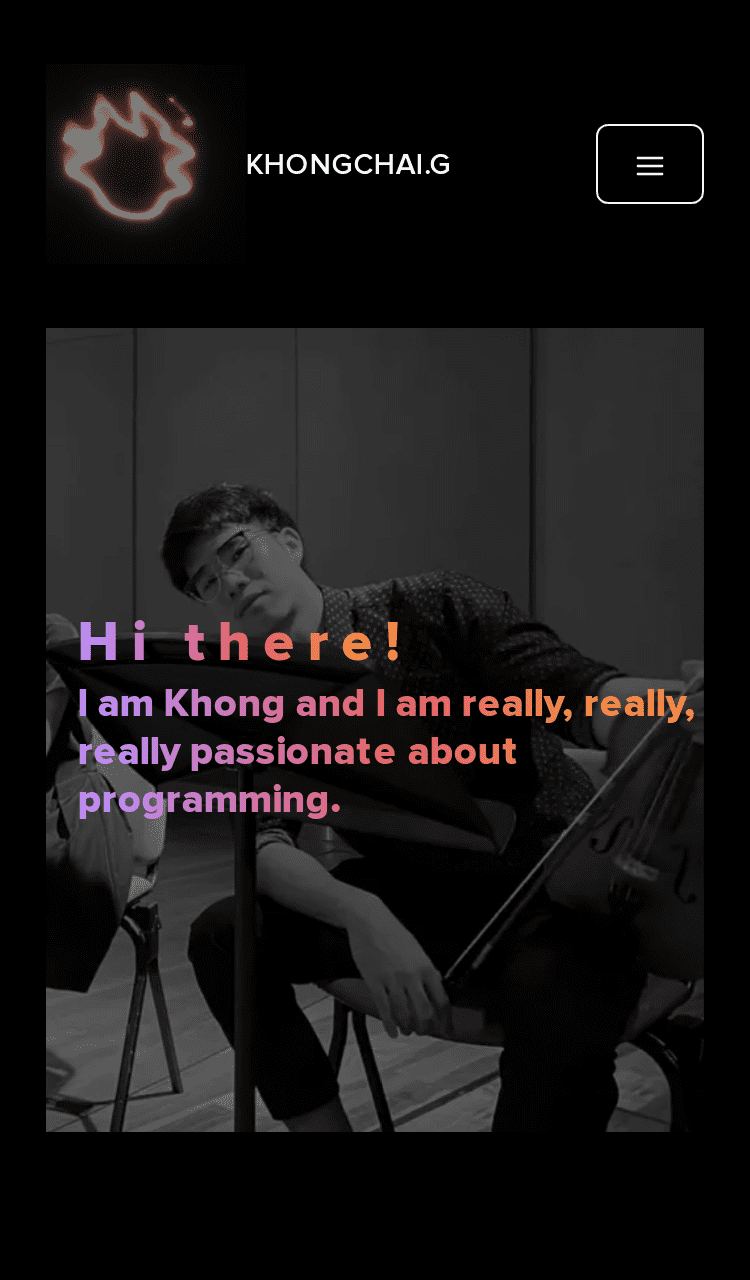 KHONGCHAI.G
Hi there!
I am Khong and I am really, really,
really passionate about
programming.